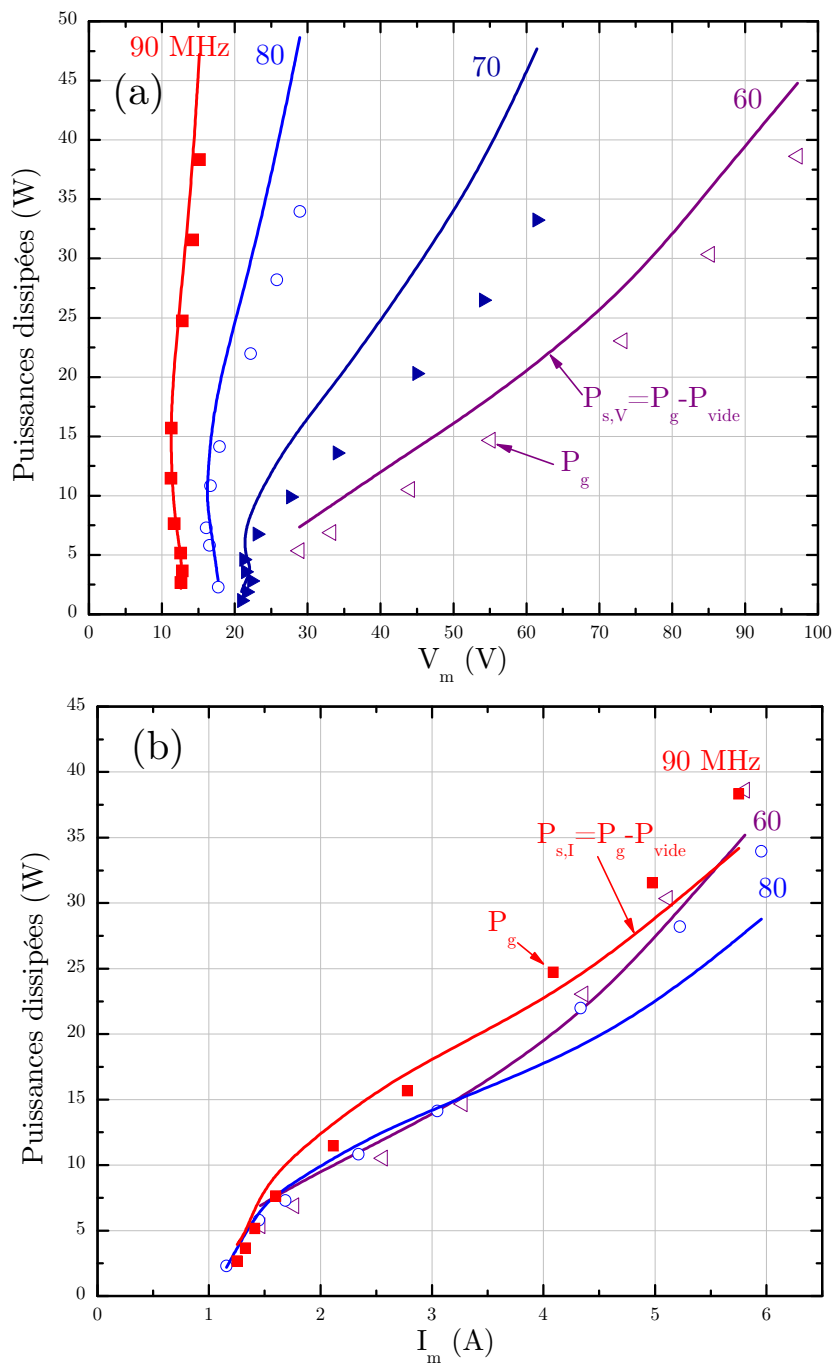 50
45
40
35
30
25
20
15
10
5
0
Puissances dissipées (W)
(a)
90 MHz
80
70
60
P_{s,V}=P_g-P_{vide}
P_g
0 10 20 30 40 50 60 70 80 90 100
V_m (V)
45
40
35
30
25
20
15
10
5
0
Puissances dissipées (W)
(b)
90 MHz
60
P_{s,I}=P_g-P_{vide}
80
P_g
0 1 2 3 4 5 6
I_m (A)